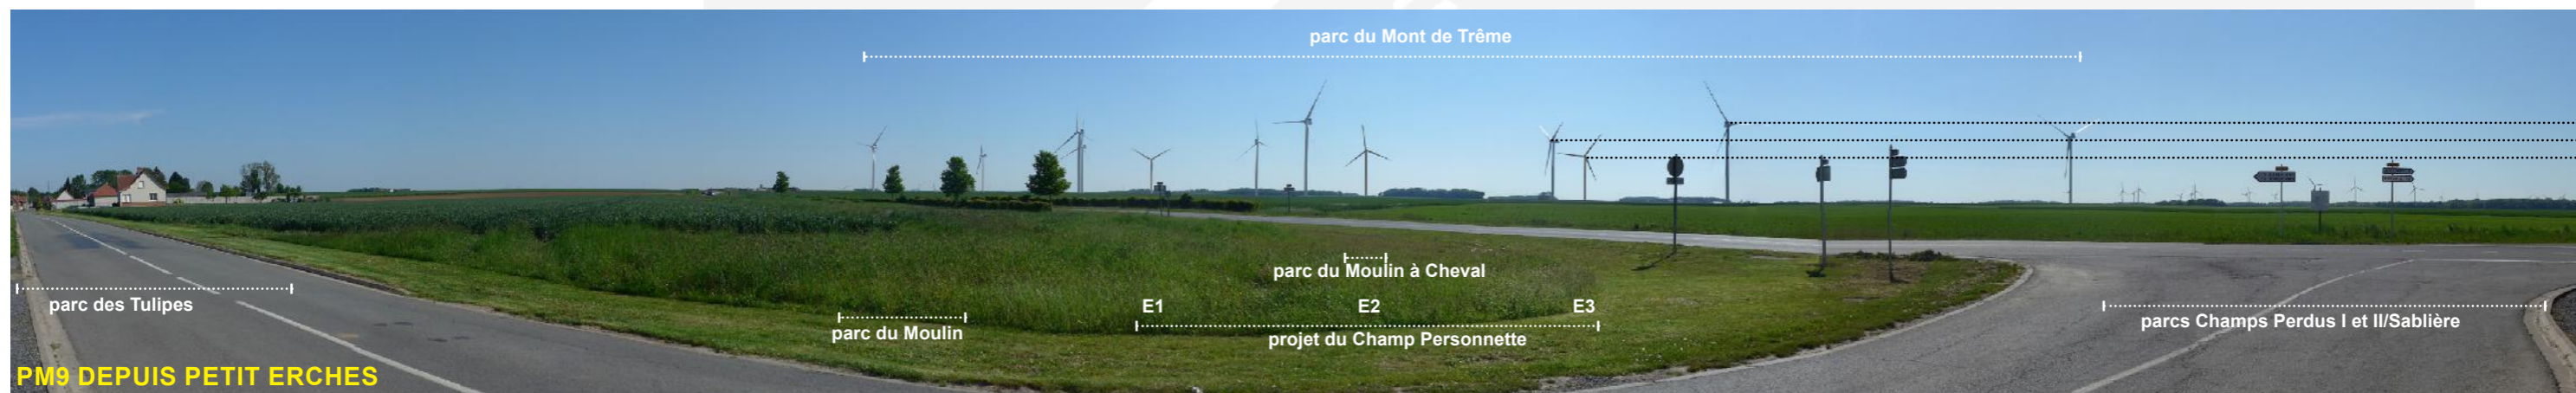 parc du Mont de Trême
parc du Moulin à Cheval
parc des Tulipes
E1 E2 E3
parc du Moulin
projet du Champ Personnette
parcs Champs Perdus I et II/Sablière
PM9 DEPUIS PETIT ERCHES